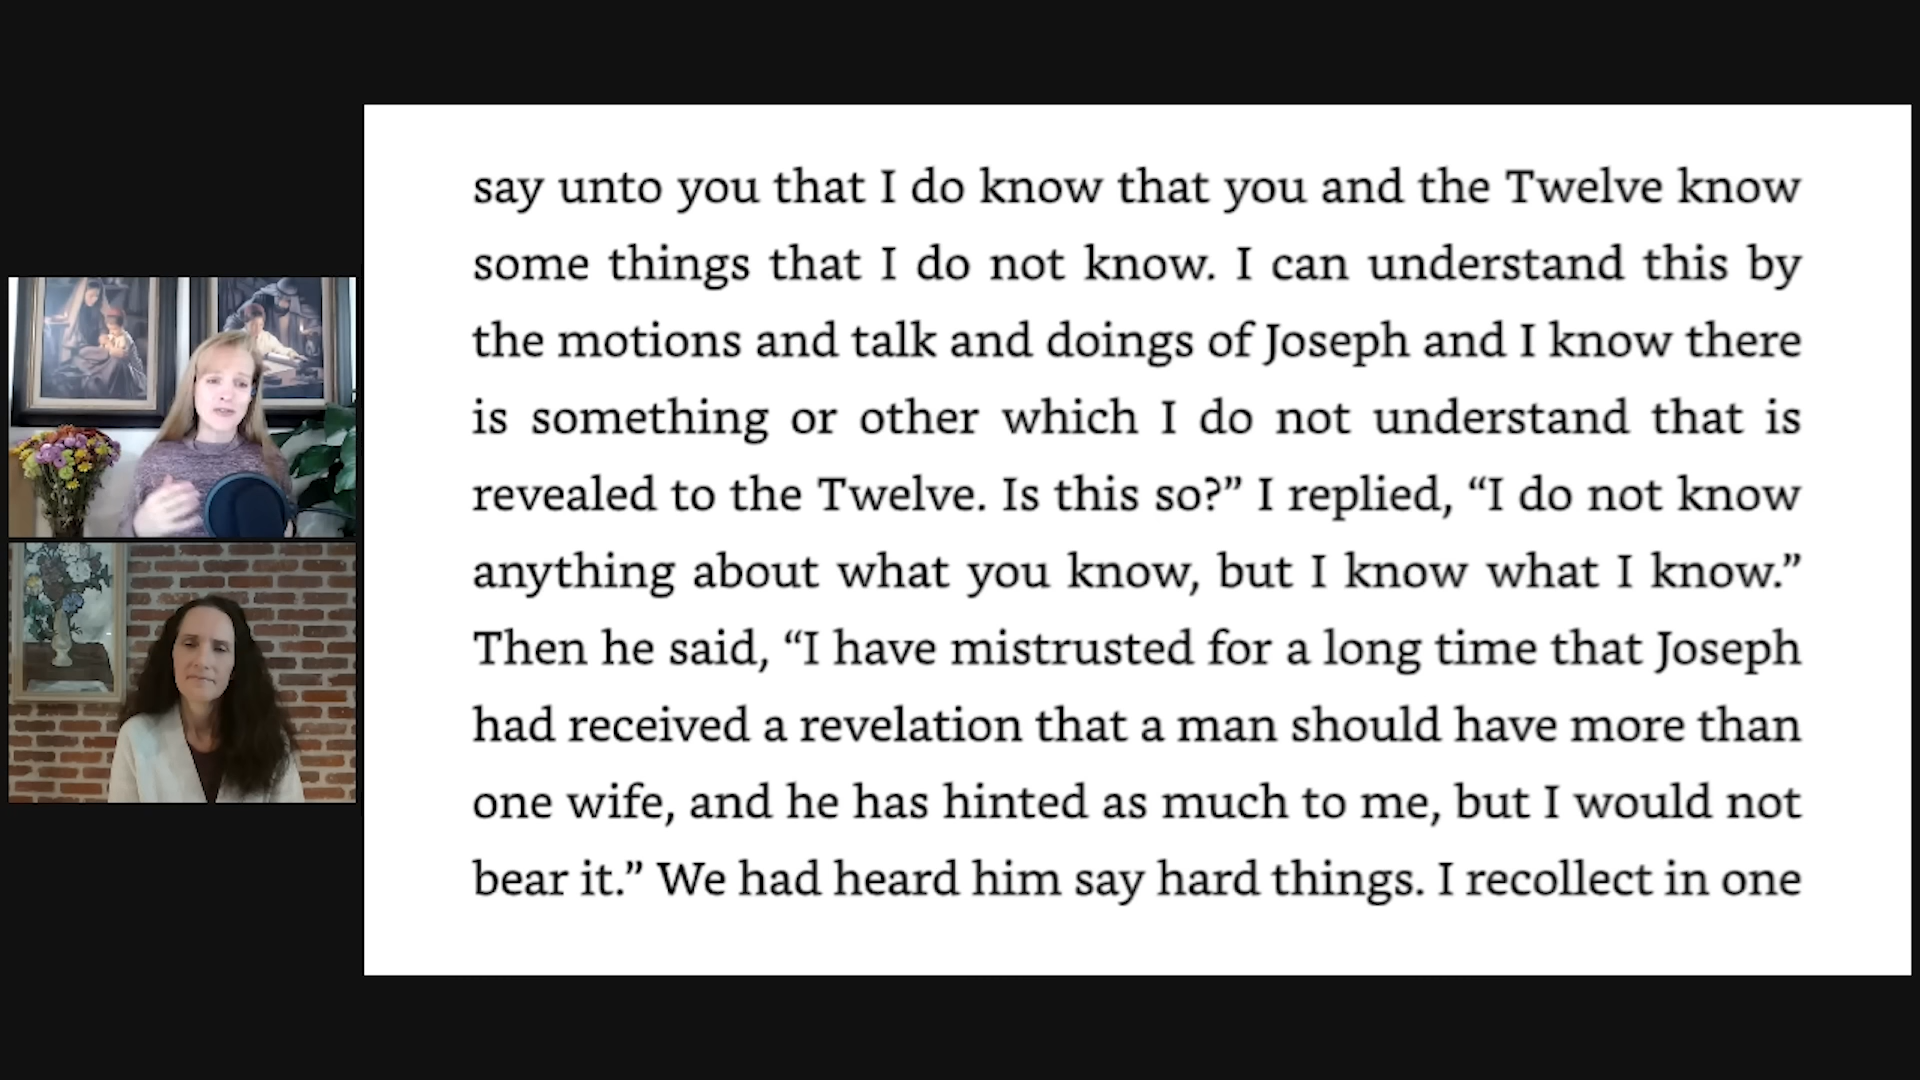 say unto you that I do know that you and the Twelve know
some things that I do not know. I can understand this by
the motions and talk and doings of Joseph and I know there
is something or other which I do not understand that is
revealed to the Twelve. Is this so?” I replied, “I do not know
anything about what you know, but I know what I know.”
Then he said, “I have mistrusted for a long time that Joseph
had received a revelation that a man should have more than
one wife, and he has hinted as much to me, but I would not
bear it.” We had heard him say hard things. I recollect in one